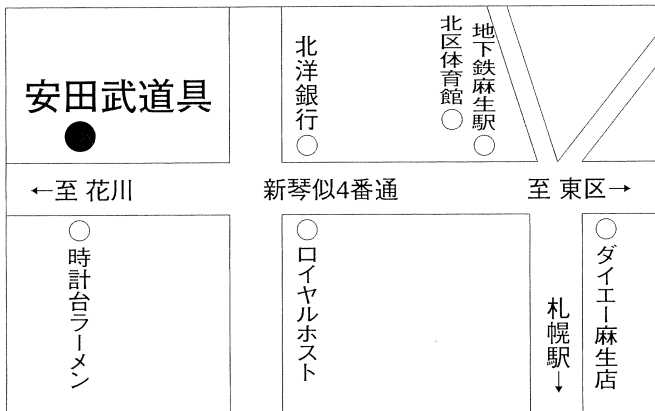 安田武道具
北洋銀行
北区体育館
地下鉄麻生駅
←至 花川
新琴似4番通
至 東区→
時計台ラーメン
ロイヤルホスト
札幌駅→
ダイエー麻生店